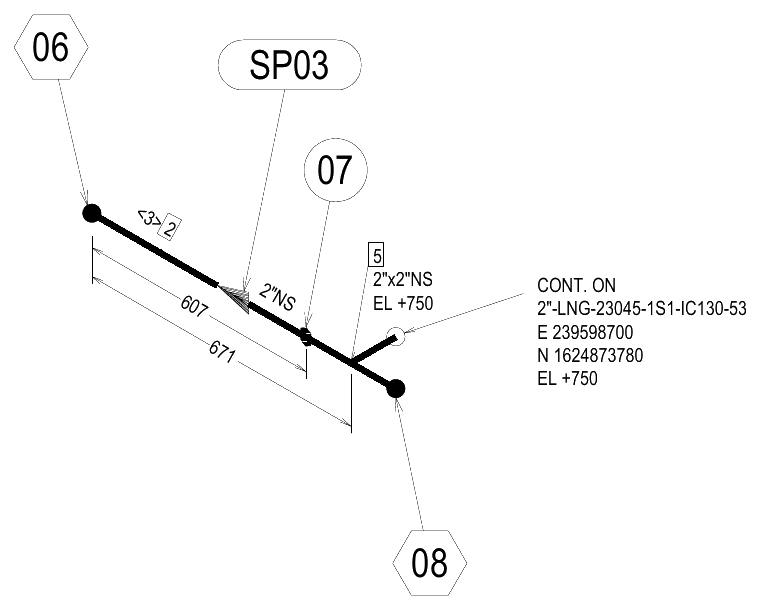 06
SP03
07
<3> 2
2"NS
5
2"x2"NS
EL +750
CONT. ON
2"-LNG-23045-1S1-IC130-53
E 239598700
N 1624873780
EL +750
607
671
08